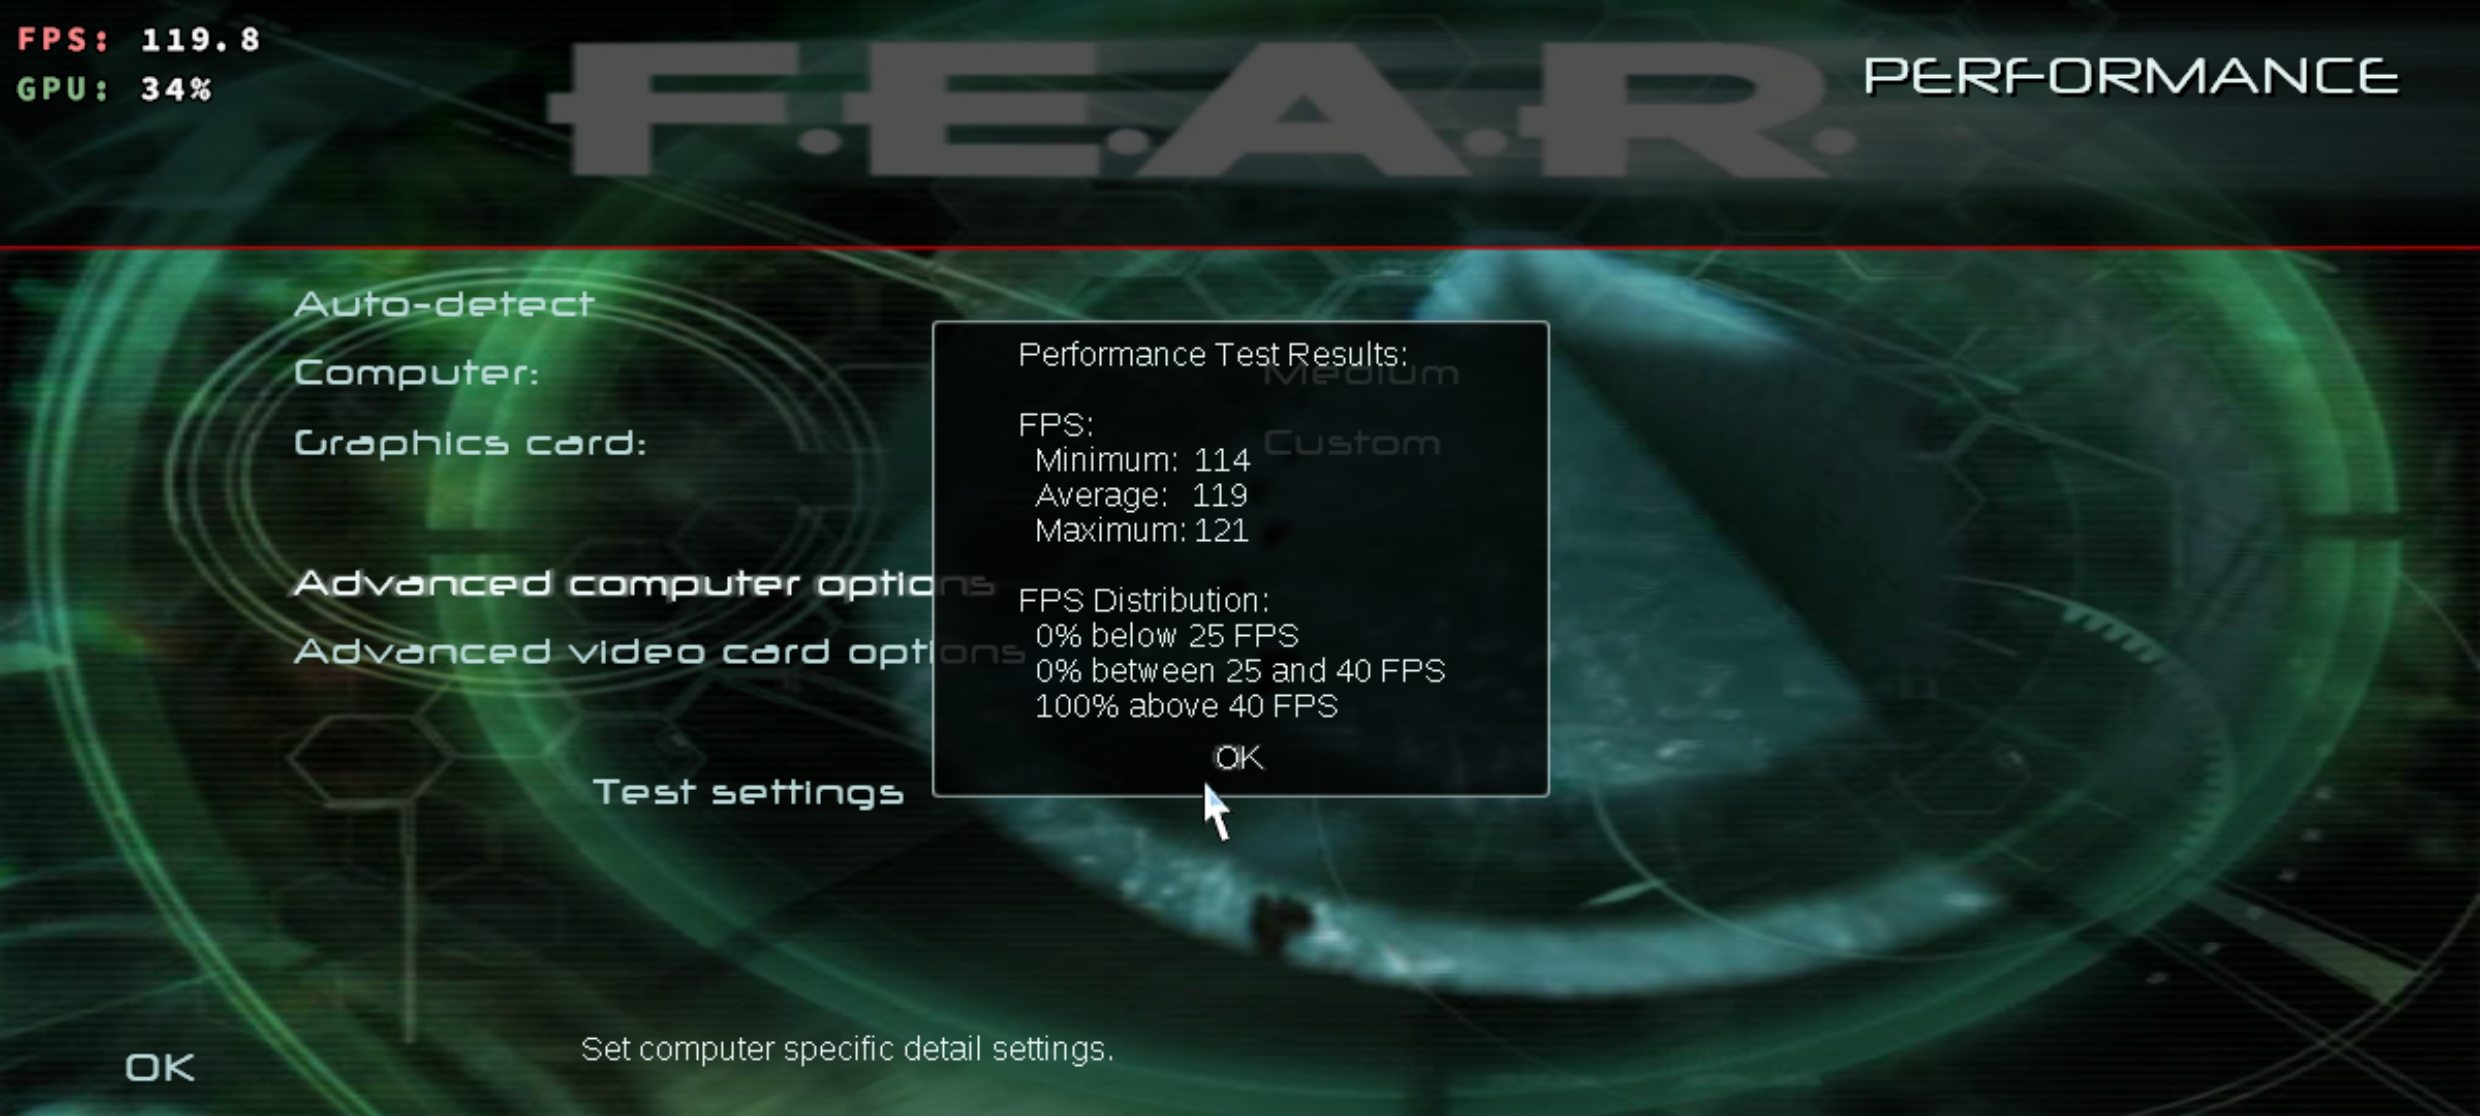 FPS: 119.8
GPU: 34%
F.E.A.R.
PERFORMANCE
Auto-detect
Computer:
Medium
Graphics card:
Custom
Advanced computer options
Advanced video card options
Test settings
Performance Test Results:
FPS:
Minimum: 114
Average: 119
Maximum: 121
FPS Distribution:
0% below 25 FPS
0% between 25 and 40 FPS
100% above 40 FPS
OK
Set computer specific detail settings.
OK